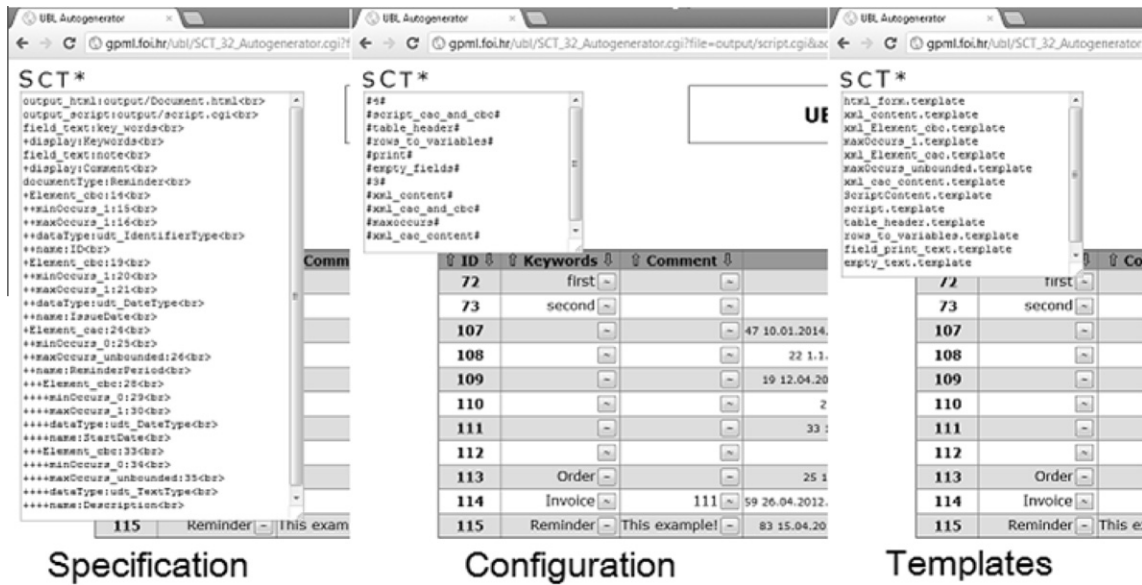 UBL Autogenerator
gpml.foi.hr/ubl/SCT_32_Autogenerator.cgi?f
SCT*
output_html:output/Document.html<br>
output_script:output/script.cgi<br>
field_text:key_words<br>
+display:Keywords<br>
field_text:note<br>
+display:Comment<br>
documentType:Reminder<br>
+Element_cbc:14<br>
++minOccurs_1:15<br>
++maxOccurs_1:16<br>
++dataType:udt_IdentifierType<br>
++name:ID<br>
+Element_cbc:19<br>
++minOccurs_1:20<br>
++maxOccurs_1:21<br>
++dataType:udt_DateType<br>
++name:IssueDate<br>
+Element_cac:24<br>
++minOccurs_0:25<br>
++maxOccurs_unbounded:26<br>
++name:ReminderPeriod<br>
+++Element_cbc:28<br>
++++minOccurs_0:29<br>
++++maxOccurs_1:30<br>
++++dataType:udt_DateType<br>
++++name:StartDate<br>
+++Element_cbc:33<br>
++++minOccurs_0:34<br>
++++maxOccurs_unbounded:35<br>
++++dataType:udt_TextType<br>
++++name:Description<br>
Comm
115 Reminder ~ This exam
Specification
UBL Autogenerator
gpml.foi.hr/ubl/SCT_32_Autogenerator.cgi?file=output/script.cgi&ac
SCT*
UB
#4#
#script_cac_and_cbc#
#table_header#
#rows_to_variables#
#print#
#empty_fields#
#3#
#xml_content#
#xml_cac_and_cbc#
#maxoccurs#
#xml_cac_content#
⇧ ID ⇩ ⇧ Keywords ⇩ ⇧ Comment ⇩
72 first ~ ~
73 second ~ ~
107 ~ ~ 47 10.01.2014.
108 ~ ~ 22 1.1.
109 ~ ~ 19 12.04.20
110 ~ ~ 2
111 ~ ~ 33 1
112 ~ ~
113 Order ~ ~ 25 1
114 Invoice ~ 111 ~ 59 26.04.2012.
115 Reminder ~ This example! ~ 83 15.04.20
Configuration
UBL Autogenerator
gpml.foi.hr/ubl/SCT_32_Autogenerator
SCT*
html_form.template
xml_content.template
xml_Element_cbc.template
maxOccurs_1.template
xml_Element_cac.template
maxOccurs_unbounded.template
xml_cac_content.template
ScriptContent.template
script.template
table_header.template
rows_to_variables.template
field_print_text.template
empty_text.template
⇧ Co
72 first ~
73 second ~
107 ~
108 ~
109 ~
110 ~
111 ~
112 ~
113 Order ~
114 Invoice ~
115 Reminder ~ This ex
Templates